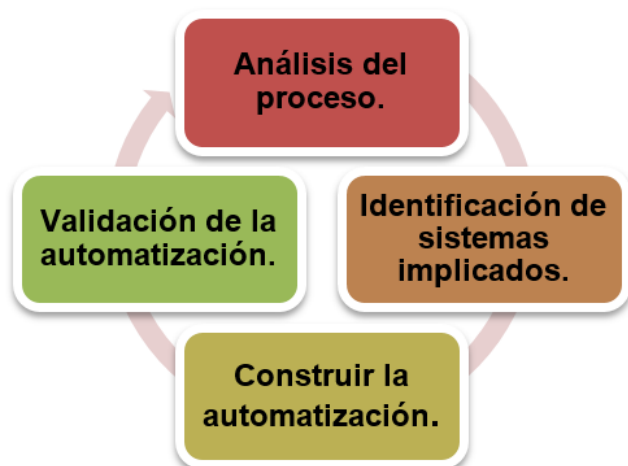 Análisis del
proceso.
Identificación de
sistemas
implicados.
Construir la
automatización.
Validación de la
automatización.